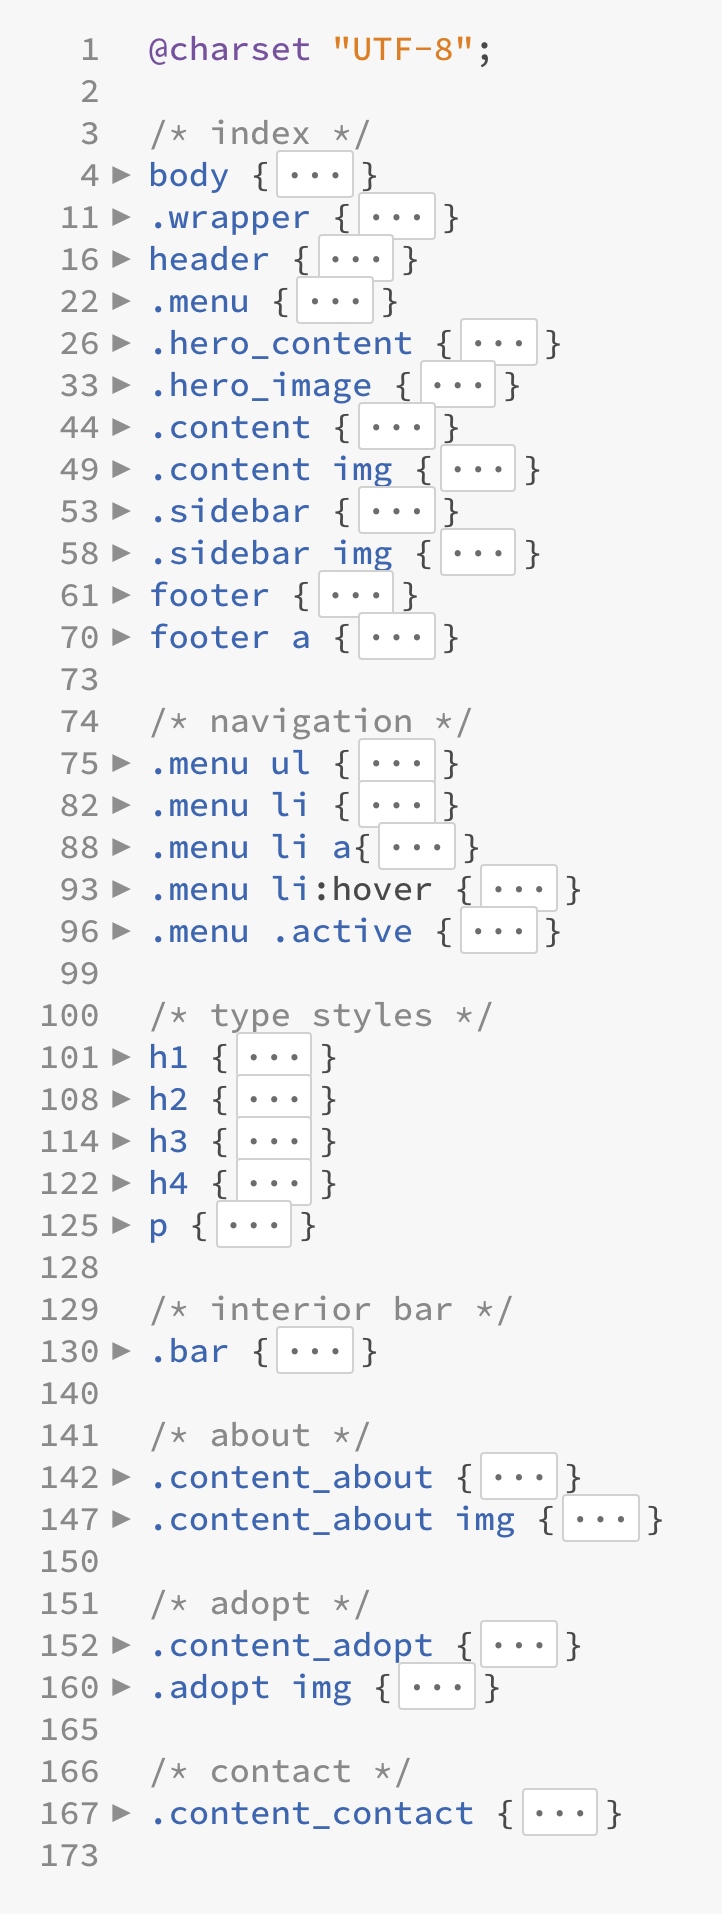 1 @charset "UTF-8";
2
3 /* index */
4 ▶ body { ••• }
11 ▶ .wrapper { ••• }
16 ▶ header { ••• }
22 ▶ .menu { ••• }
26 ▶ .hero_content { ••• }
33 ▶ .hero_image { ••• }
44 ▶ .content { ••• }
49 ▶ .content img { ••• }
53 ▶ .sidebar { ••• }
58 ▶ .sidebar img { ••• }
61 ▶ footer { ••• }
70 ▶ footer a { ••• }
73
74 /* navigation */
75 ▶ .menu ul { ••• }
82 ▶ .menu li { ••• }
88 ▶ .menu li a{ ••• }
93 ▶ .menu li:hover { ••• }
96 ▶ .menu .active { ••• }
99
100 /* type styles */
101 ▶ h1 { ••• }
108 ▶ h2 { ••• }
114 ▶ h3 { ••• }
122 ▶ h4 { ••• }
125 ▶ p { ••• }
128
129 /* interior bar */
130 ▶ .bar { ••• }
140
141 /* about */
142 ▶ .content_about { ••• }
147 ▶ .content_about img { ••• }
150
151 /* adopt */
152 ▶ .content_adopt { ••• }
160 ▶ .adopt img { ••• }
165
166 /* contact */
167 ▶ .content_contact { ••• }
173